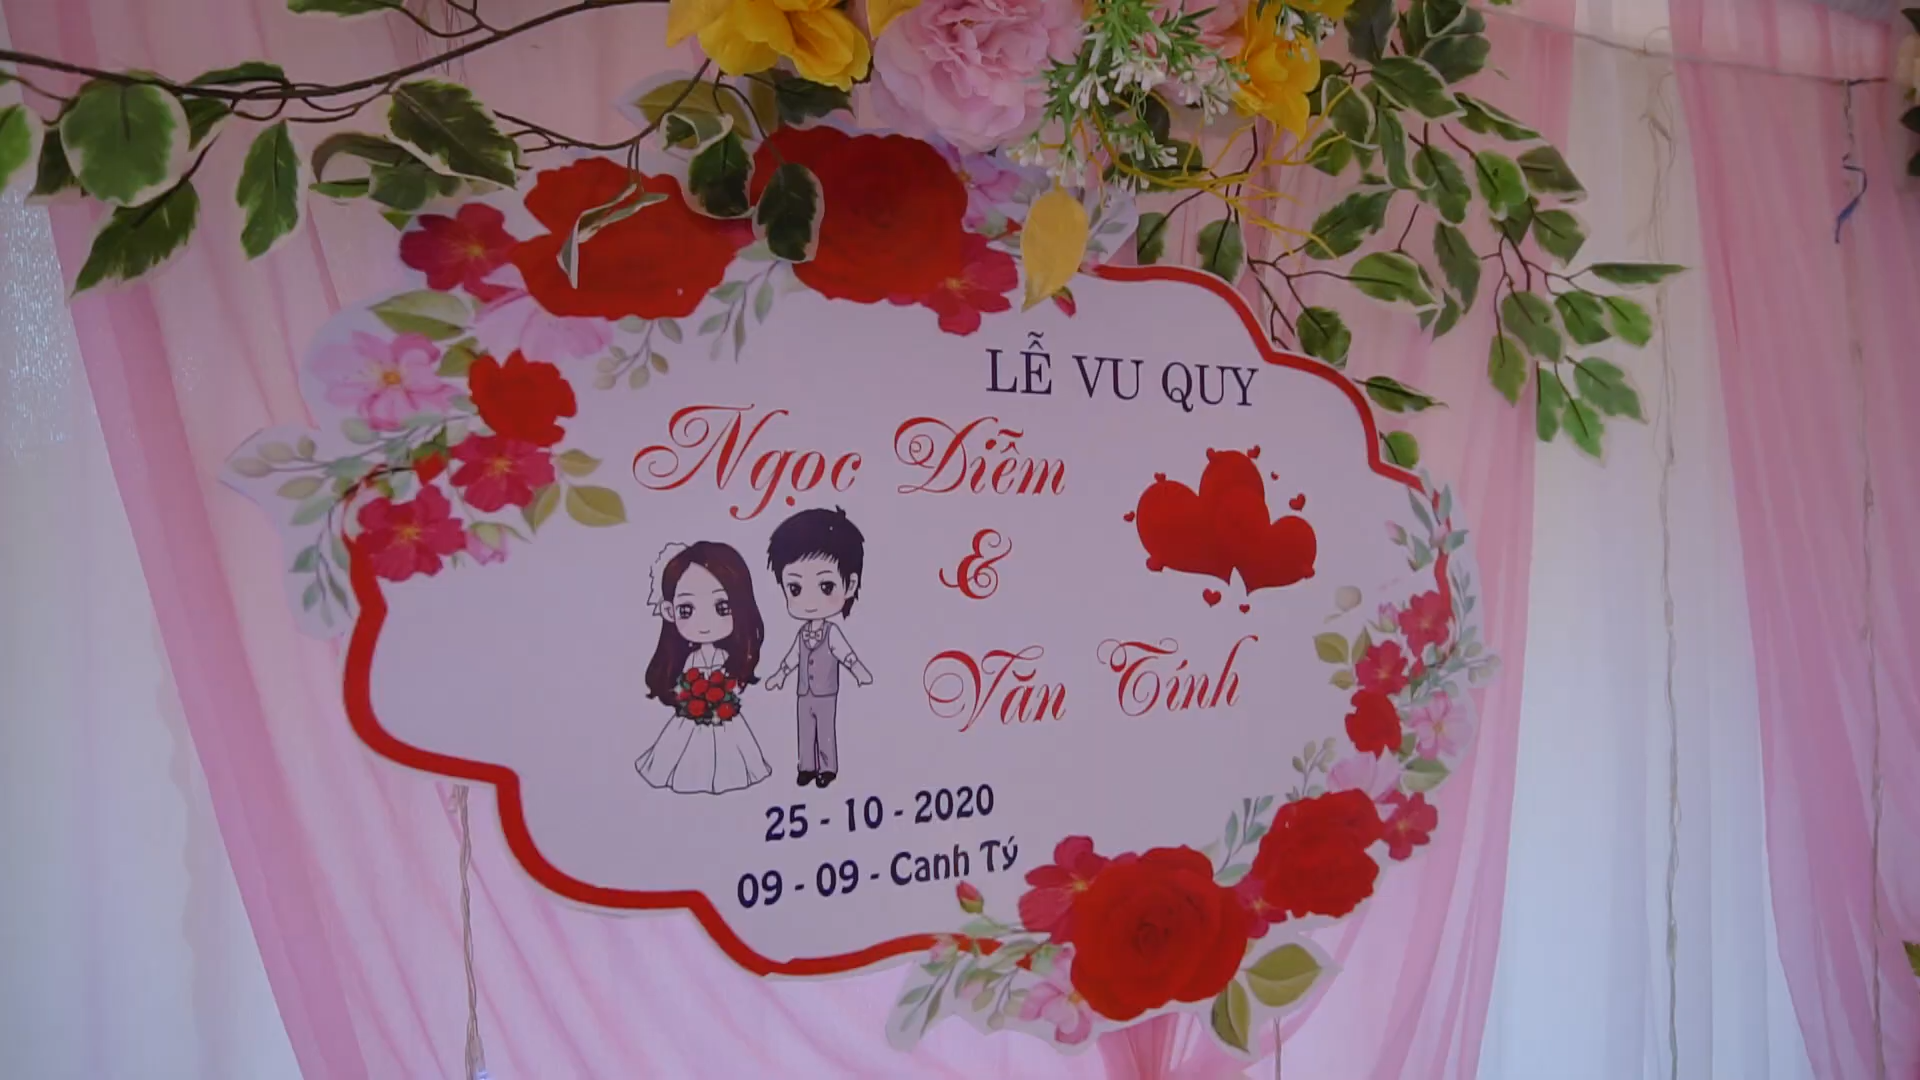 LỄ VU QUY
Ngọc Diễm
&
Văn Tính
25 - 10 - 2020
09 - 09 - Canh Tý